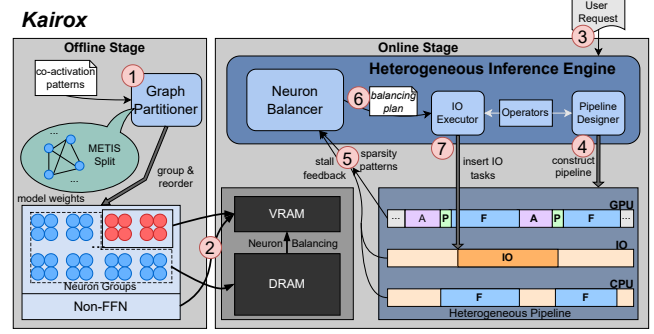 Kairox
User
Request
3
Offline Stage
Online Stage
co-activation
patterns
1
Graph
Partitioner
...
METIS
Split
...
group &
reorder
model weights
Neuron Groups
Non-FFN
2
Heterogeneous Inference Engine
Neuron
Balancer
6
balancing
plan
IO
Executor
Operators
Pipeline
Designer
7
4
5
stall
feedback
sparsity
patterns
insert IO
tasks
construct
pipeline
VRAM
Neuron Balancing
DRAM
GPU
... A P F A P F ...
IO
IO
CPU
F F
Heterogeneous Pipeline